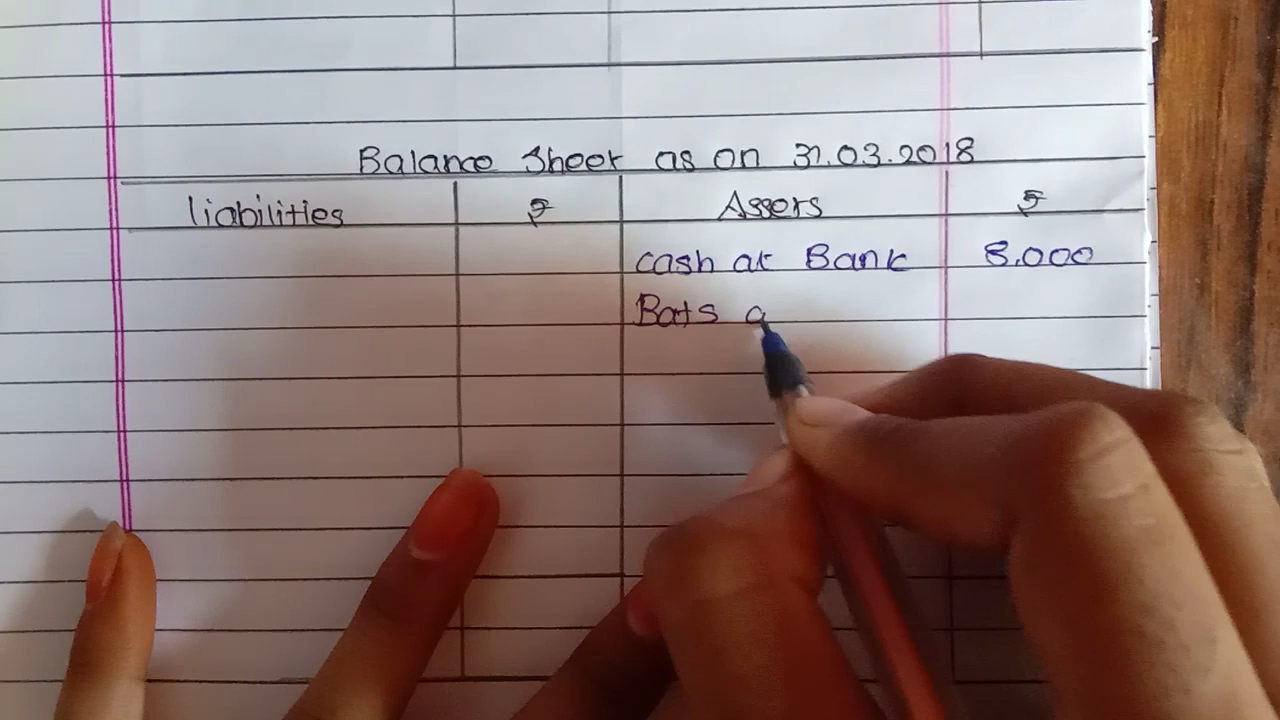 Balance Sheet as on 31.03.2018
liabilities ₹ Assets ₹
cash at Bank 8,000
Bats a